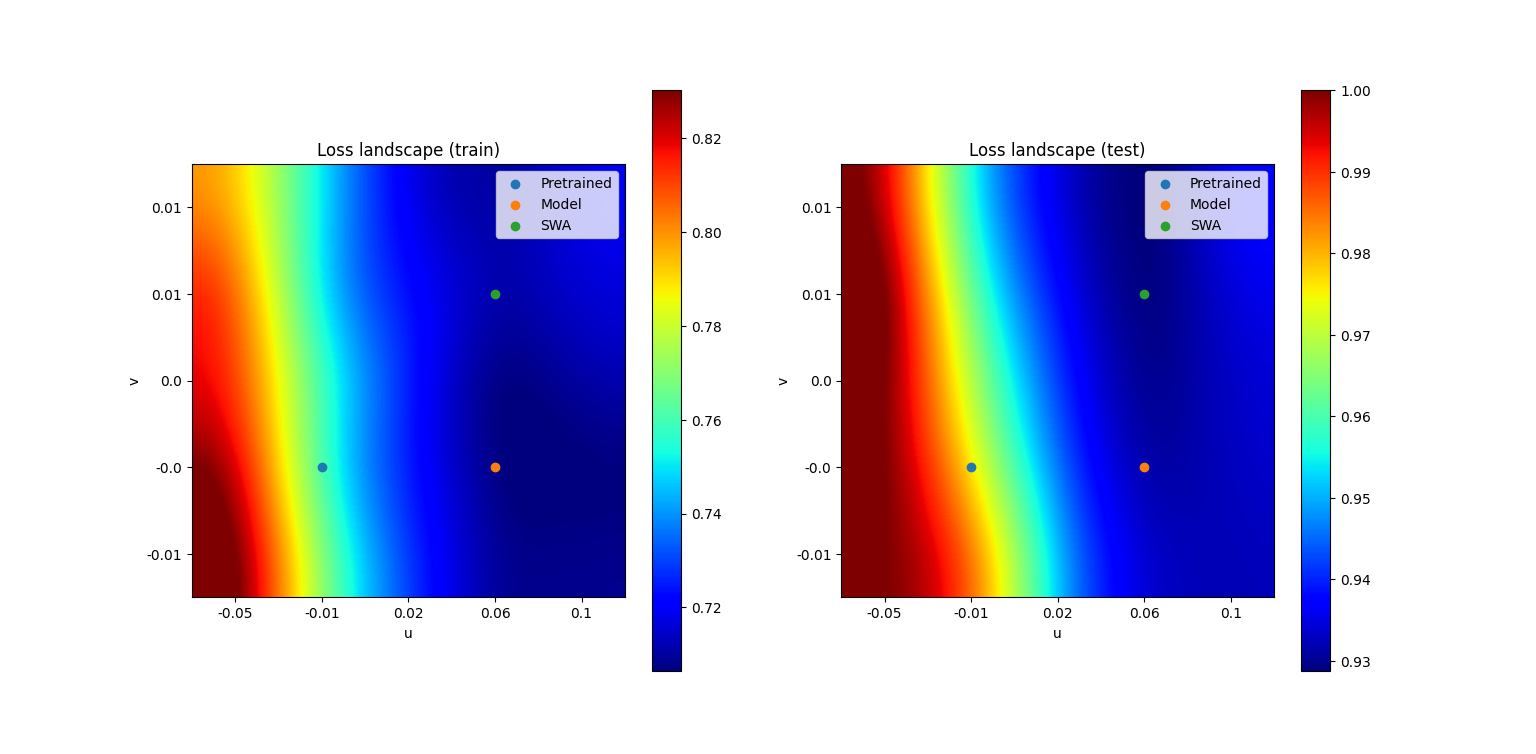 Loss landscape (train)
Pretrained
Model
SWA
0.01
0.01
0.0
-0.0
-0.01
v
-0.05
-0.01
0.02
0.06
0.1
u
0.82
0.80
0.78
0.76
0.74
0.72
Loss landscape (test)
Pretrained
Model
SWA
0.01
0.01
0.0
-0.0
-0.01
v
-0.05
-0.01
0.02
0.06
0.1
u
1.00
0.99
0.98
0.97
0.96
0.95
0.94
0.93